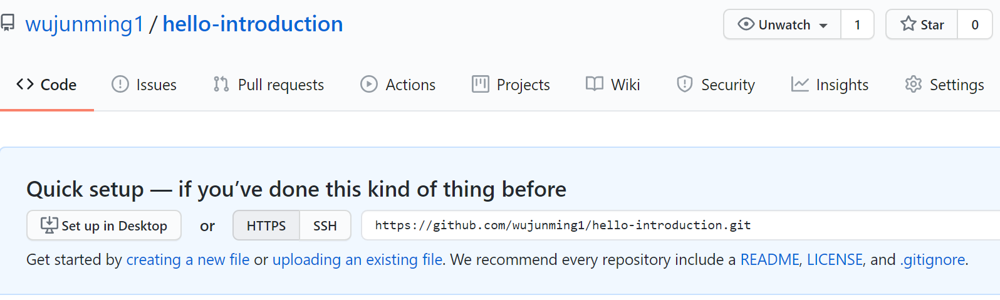 wujunming1 / hello-introduction Unwatch 1 Star 0
Code Issues Pull requests Actions Projects Wiki Security Insights Settings
Quick setup — if you’ve done this kind of thing before
Set up in Desktop or HTTPS SSH https://github.com/wujunming1/hello-introduction.git
Get started by creating a new file or uploading an existing file. We recommend every repository include a README, LICENSE, and .gitignore.